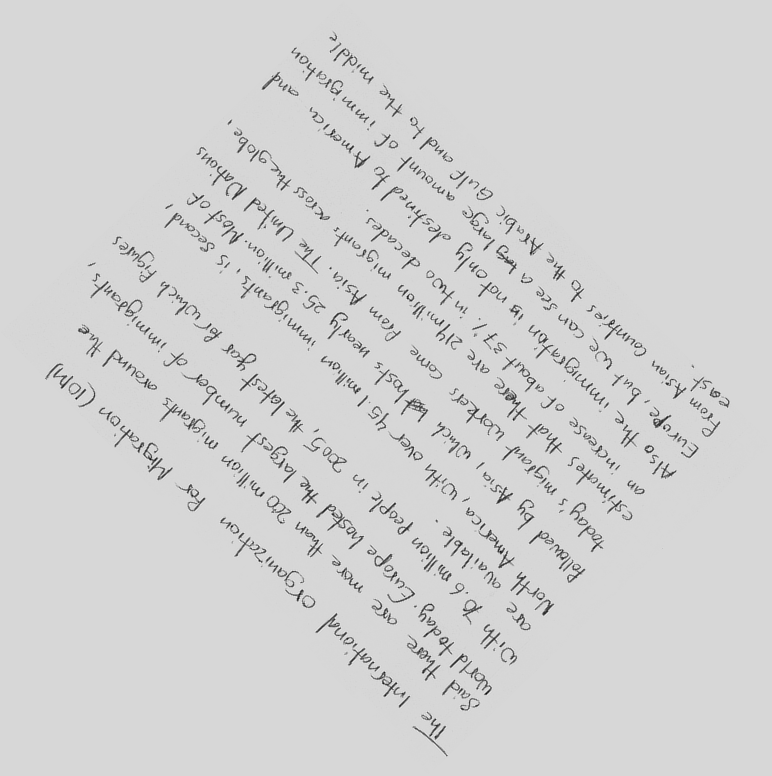 The International organization for Migration (IOM)
Said there are more than 200 million migrants around the
world today. Europe hosted the largest number of immigrants,
with 70.6 million people in 2005, the latest year for which figures
are available.
North America, with over 45.1 million immigrants, is second,
followed by Asia, which hosts nearly 25.3 million. Most of
today's migrant workers come from Asia. The United Nations
estimates that there are 214 million migrants across the globe,
an increase of about 37% in two decades.
Also the immigration is not only destined to America and
Europe, but we can see a large amount of immigration
from Asian countries to the Arabic Gulf and to the middle
east.